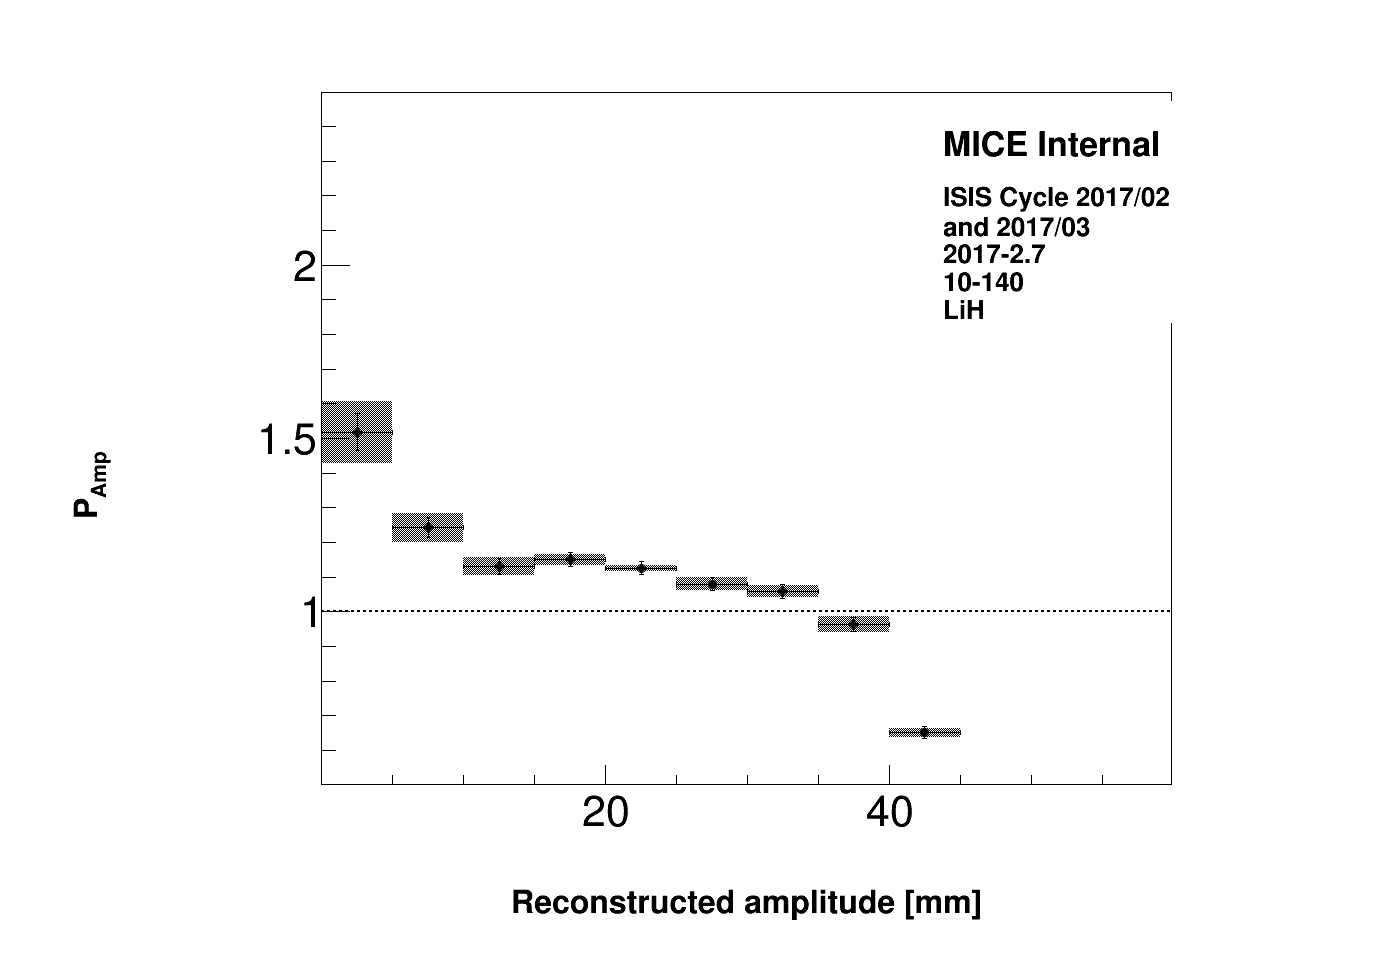 MICE Internal
ISIS Cycle 2017/02
and 2017/03
2017-2.7
10-140
LiH
2
1.5
1
P_Amp
20
40
Reconstructed amplitude [mm]